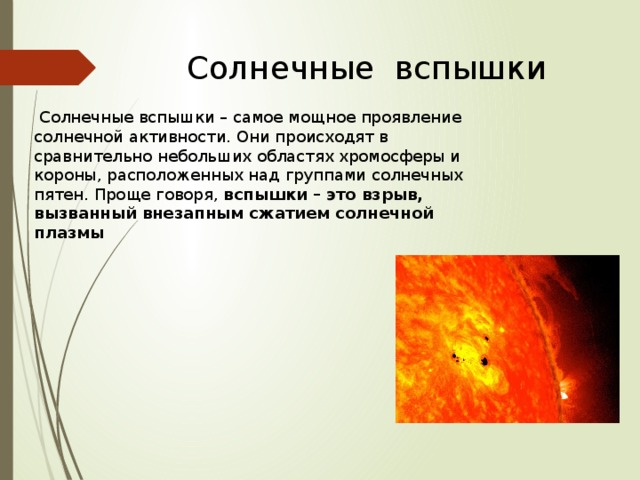 Солнечные вспышки
Солнечные вспышки – самое мощное проявление
солнечной активности. Они происходят в
сравнительно небольших областях хромосферы и
короны, расположенных над группами солнечных
пятен. Проще говоря, вспышки – это взрыв,
вызванный внезапным сжатием солнечной
плазмы